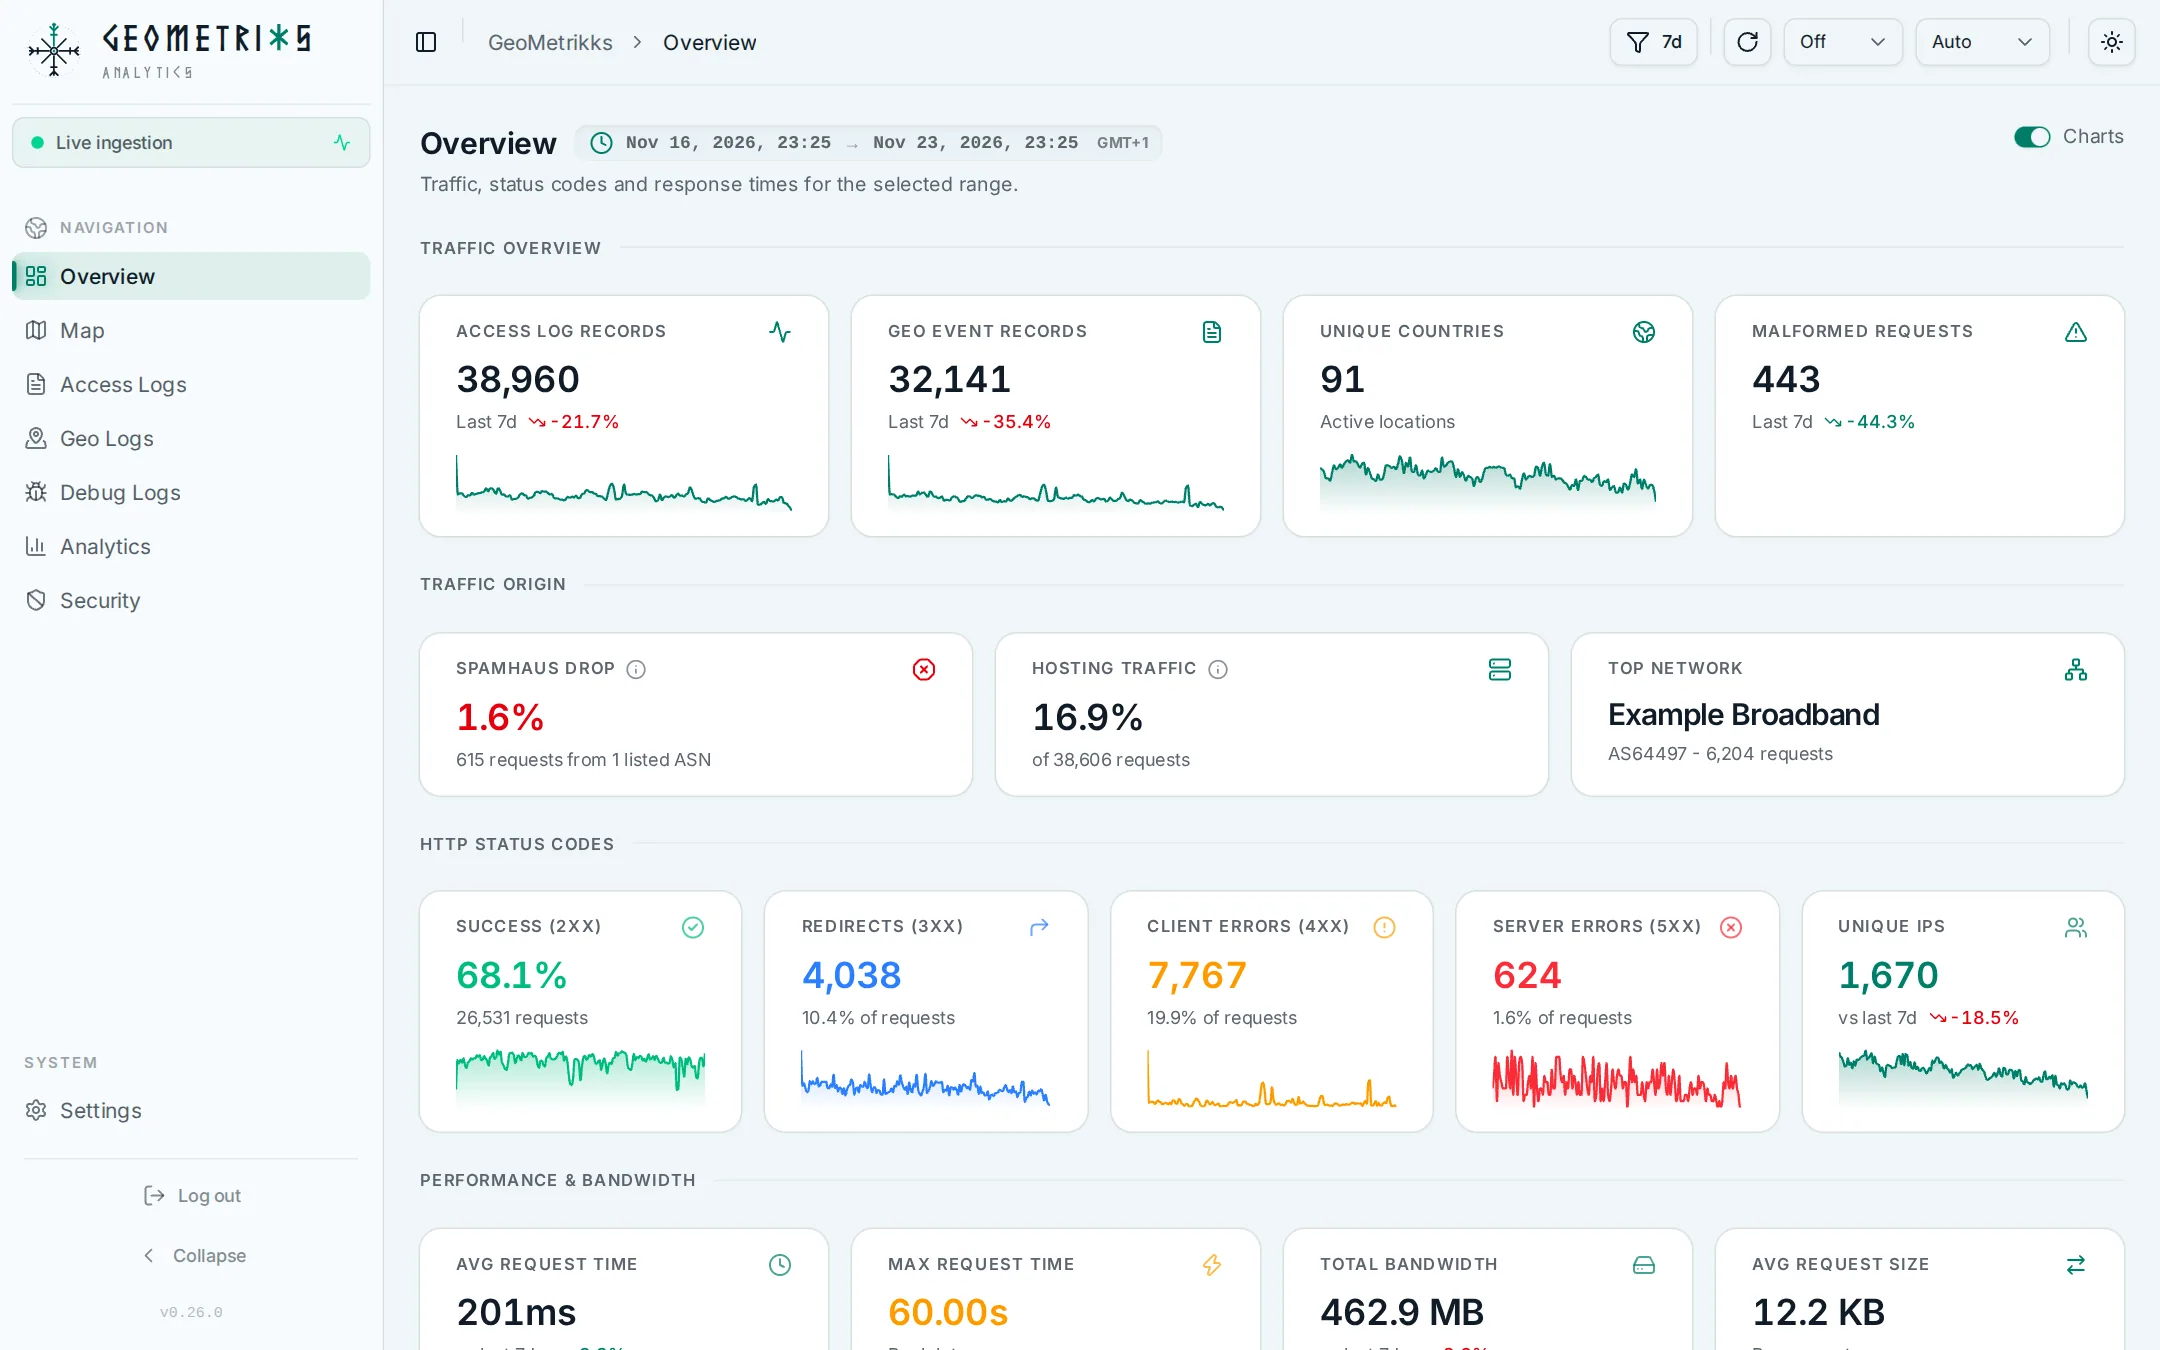 GEOMETRIKS
ANALYTICS
Live ingestion
NAVIGATION
Overview
Map
Access Logs
Geo Logs
Debug Logs
Analytics
Security
SYSTEM
Settings
Log out
Collapse
v0.26.0
GeoMetrikks > Overview
7d
Off
Auto
Overview
Nov 16, 2026, 23:25 → Nov 23, 2026, 23:25 GMT+1
Charts
Traffic, status codes and response times for the selected range.
TRAFFIC OVERVIEW
ACCESS LOG RECORDS
38,960
Last 7d -21.7%
GEO EVENT RECORDS
32,141
Last 7d -35.4%
UNIQUE COUNTRIES
91
Active locations
MALFORMED REQUESTS
443
Last 7d -44.3%
TRAFFIC ORIGIN
SPAMHAUS DROP
1.6%
615 requests from 1 listed ASN
HOSTING TRAFFIC
16.9%
of 38,606 requests
TOP NETWORK
Example Broadband
AS64497 - 6,204 requests
HTTP STATUS CODES
SUCCESS (2XX)
68.1%
26,531 requests
REDIRECTS (3XX)
4,038
10.4% of requests
CLIENT ERRORS (4XX)
7,767
19.9% of requests
SERVER ERRORS (5XX)
624
1.6% of requests
UNIQUE IPS
1,670
vs last 7d -18.5%
PERFORMANCE & BANDWIDTH
AVG REQUEST TIME
201ms
MAX REQUEST TIME
60.00s
TOTAL BANDWIDTH
462.9 MB
AVG REQUEST SIZE
12.2 KB